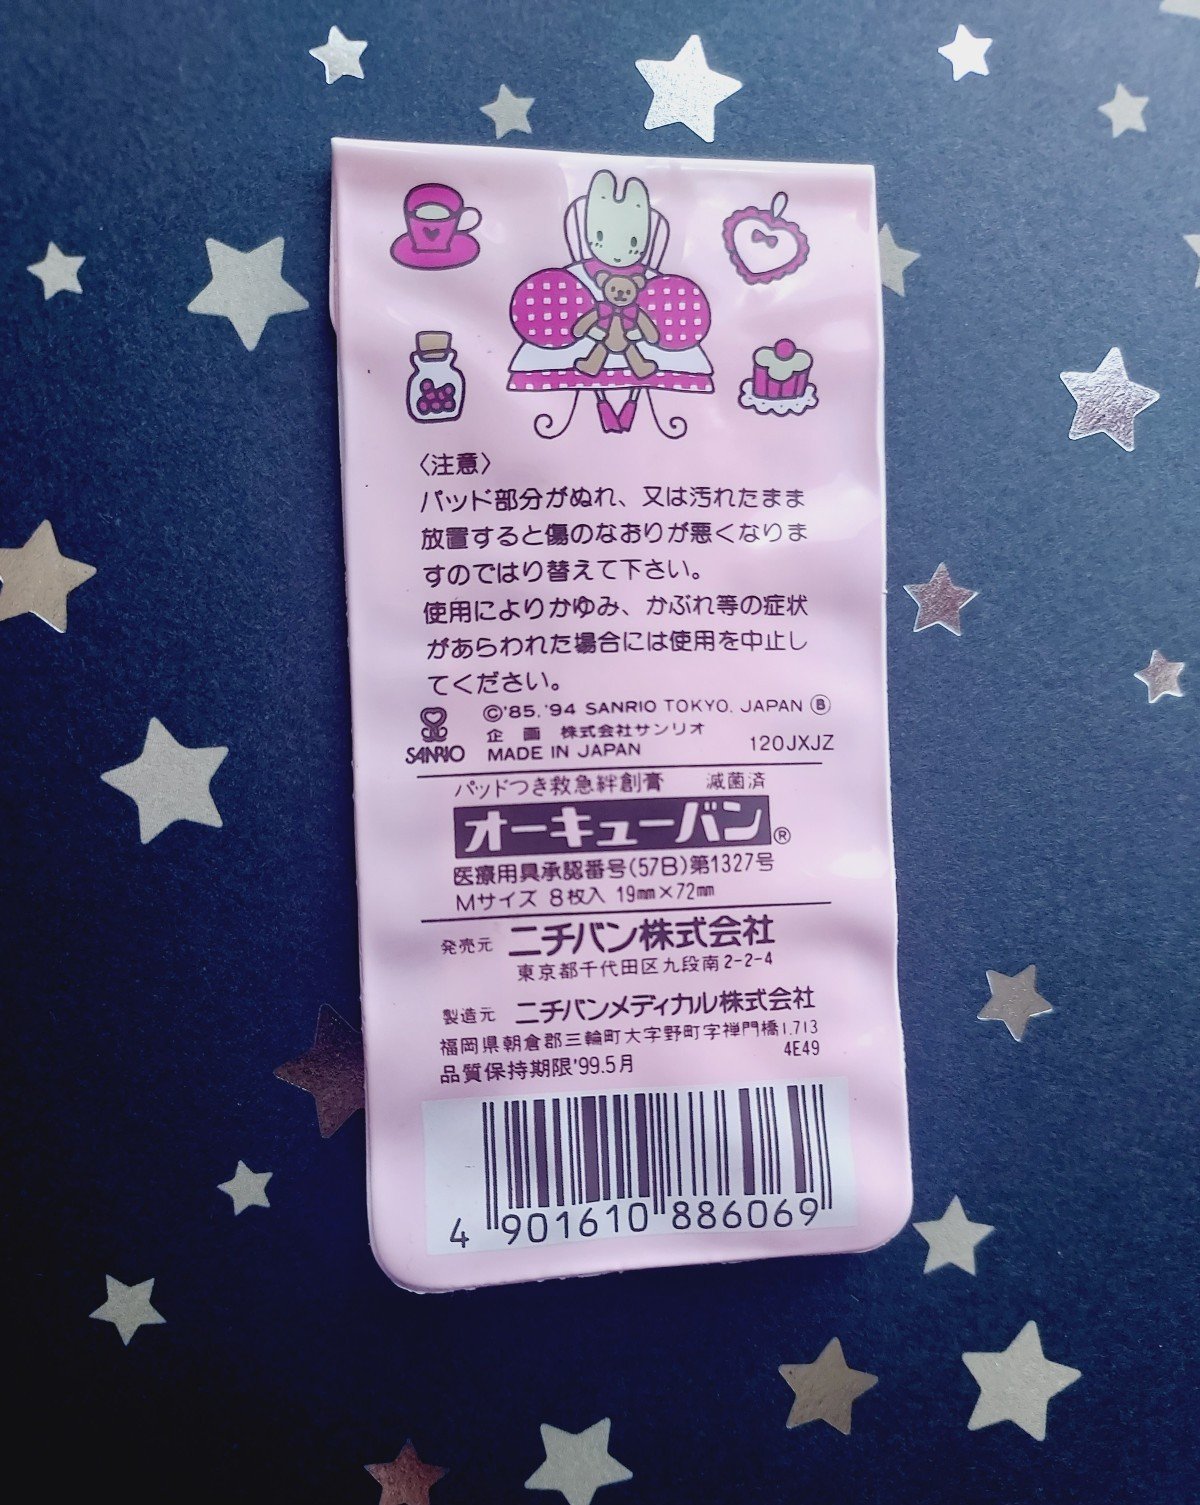 〈注意〉
パッド部分がぬれ、又は汚れたまま
放置すると傷のなおりが悪くなりま
すのではり替えて下さい。
使用によりかゆみ、かぶれ等の症状
があらわれた場合には使用を中止し
てください。
©'85,'94 SANRIO TOKYO, JAPAN Ⓑ
企 画 株式会社サンリオ
SANRIO MADE IN JAPAN 120JXJZ
パッドつき救急絆創膏 滅菌済
オーキューバン®
医療用具承認番号(57B)第1327号
Mサイズ 8枚入 19㎜×72㎜
発売元 ニチバン株式会社
東京都千代田区九段南2-2-4
製造元 ニチバンメディカル株式会社
福岡県朝倉郡三輪町大字野町字禅門橋1,713
品質保持期限'99.5月 4E49
4 901610 886069